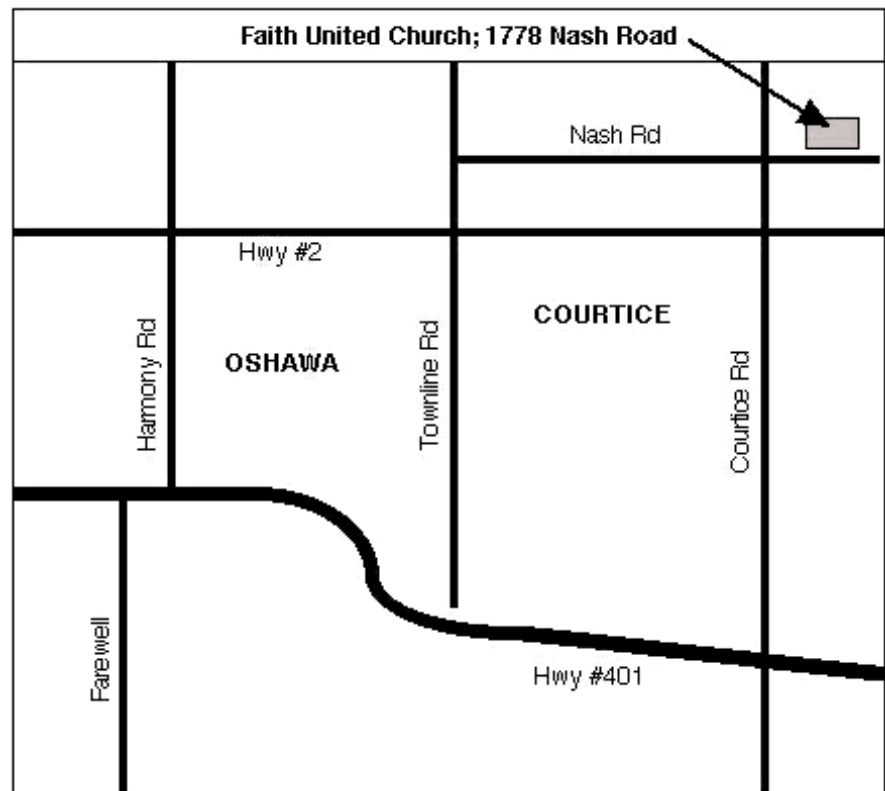 Faith United Church; 1778 Nash Road
Nash Rd
Hwy #2
COURTICE
OSHAWA
Harmony Rd
Townline Rd
Courtice Rd
Farewell
Hwy #401